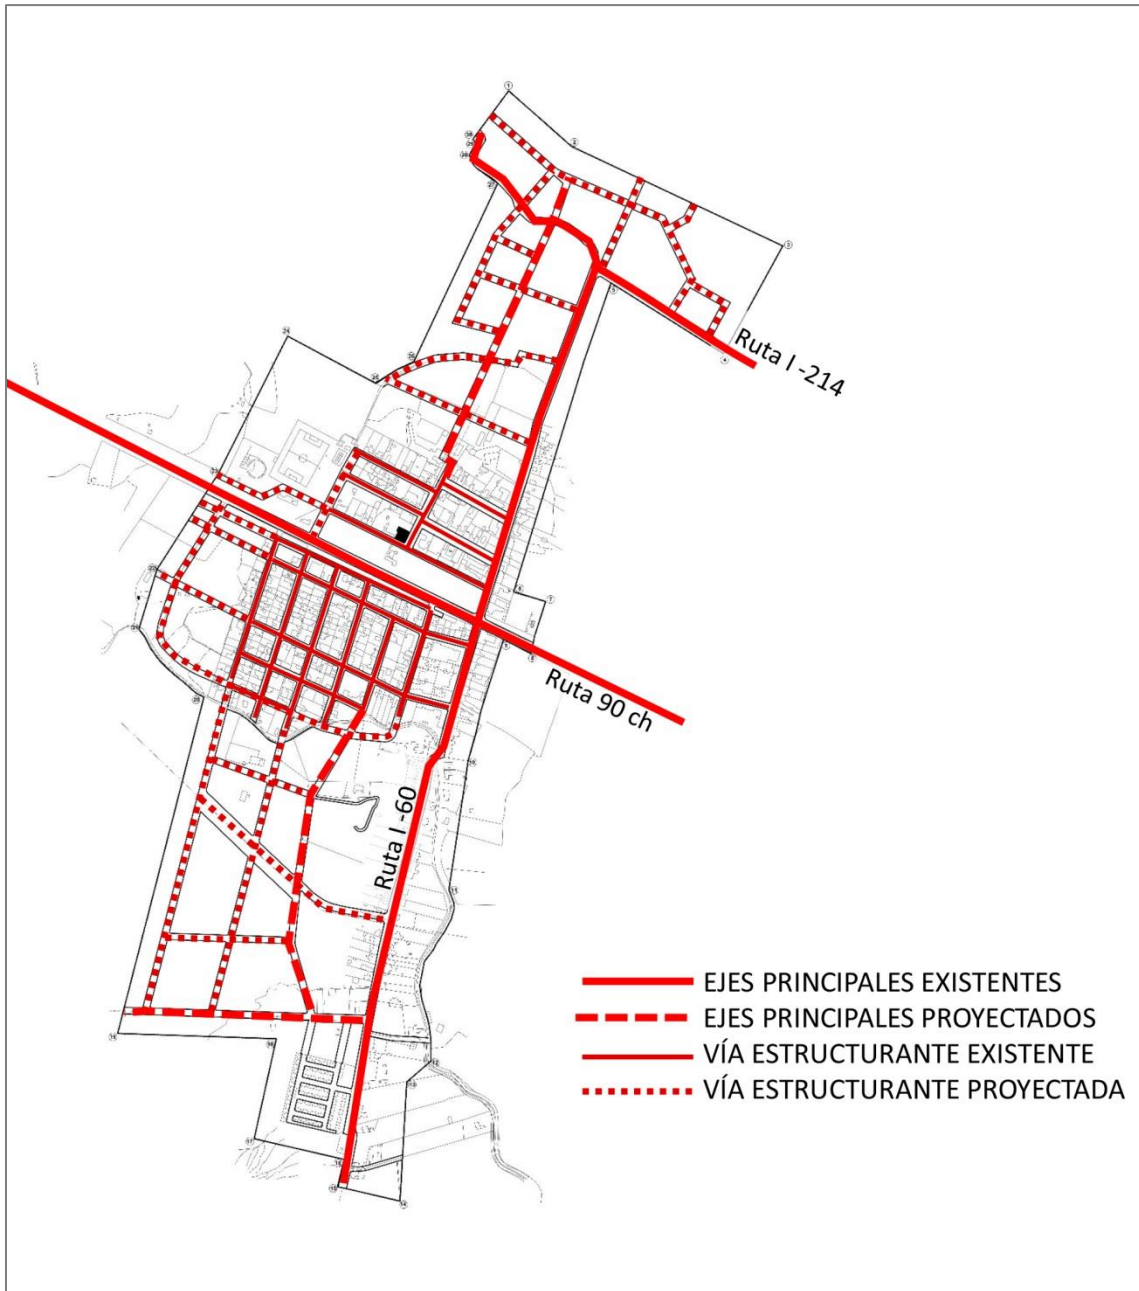 Ruta I -214
Ruta 90 ch
Ruta I -60
EJES PRINCIPALES EXISTENTES
EJES PRINCIPALES PROYECTADOS
VÍA ESTRUCTURANTE EXISTENTE
VÍA ESTRUCTURANTE PROYECTADA